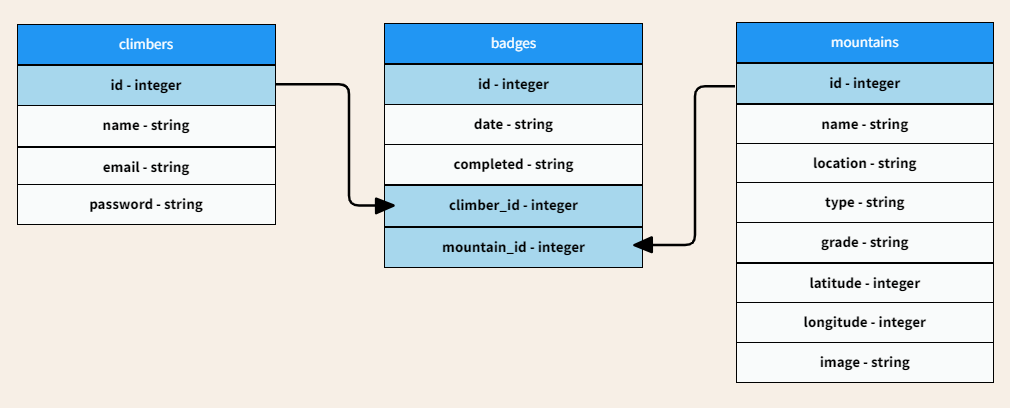 climbers
id - integer
name - string
email - string
password - string
badges
id - integer
date - string
completed - string
climber_id - integer
mountain_id - integer
mountains
id - integer
name - string
location - string
type - string
grade - string
latitude - integer
longitude - integer
image - string